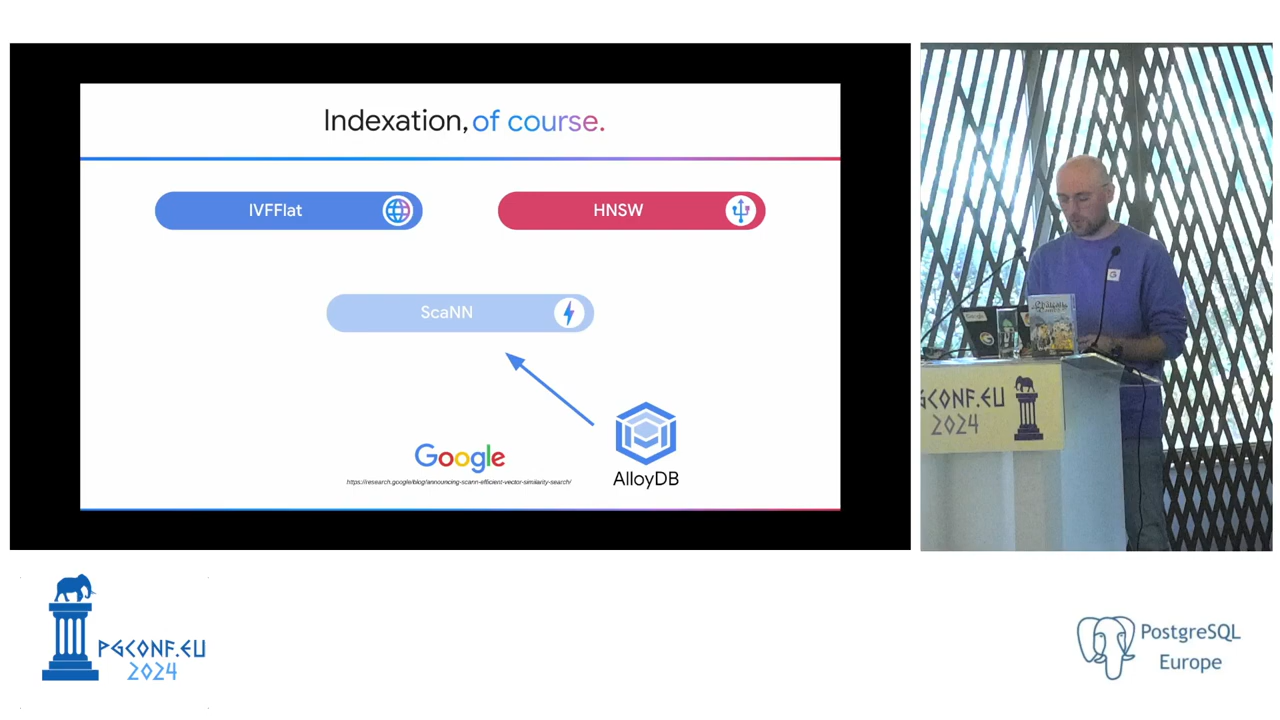 Indexation, of course.
IVFFlat
HNSW
ScaNN
Google
https://research.google/blog/announcing-scann-efficient-vector-similarity-search/
AlloyDB
GCONF.EU
2024
PGCONF.EU
2024
PostgreSQL
Europe